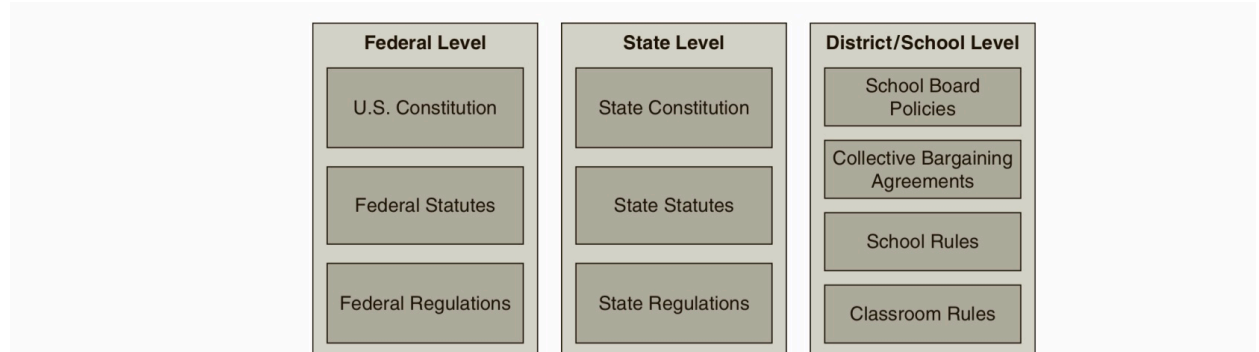 Federal Level
U.S. Constitution
Federal Statutes
Federal Regulations
State Level
State Constitution
State Statutes
State Regulations
District/School Level
School Board
Policies
Collective Bargaining
Agreements
School Rules
Classroom Rules